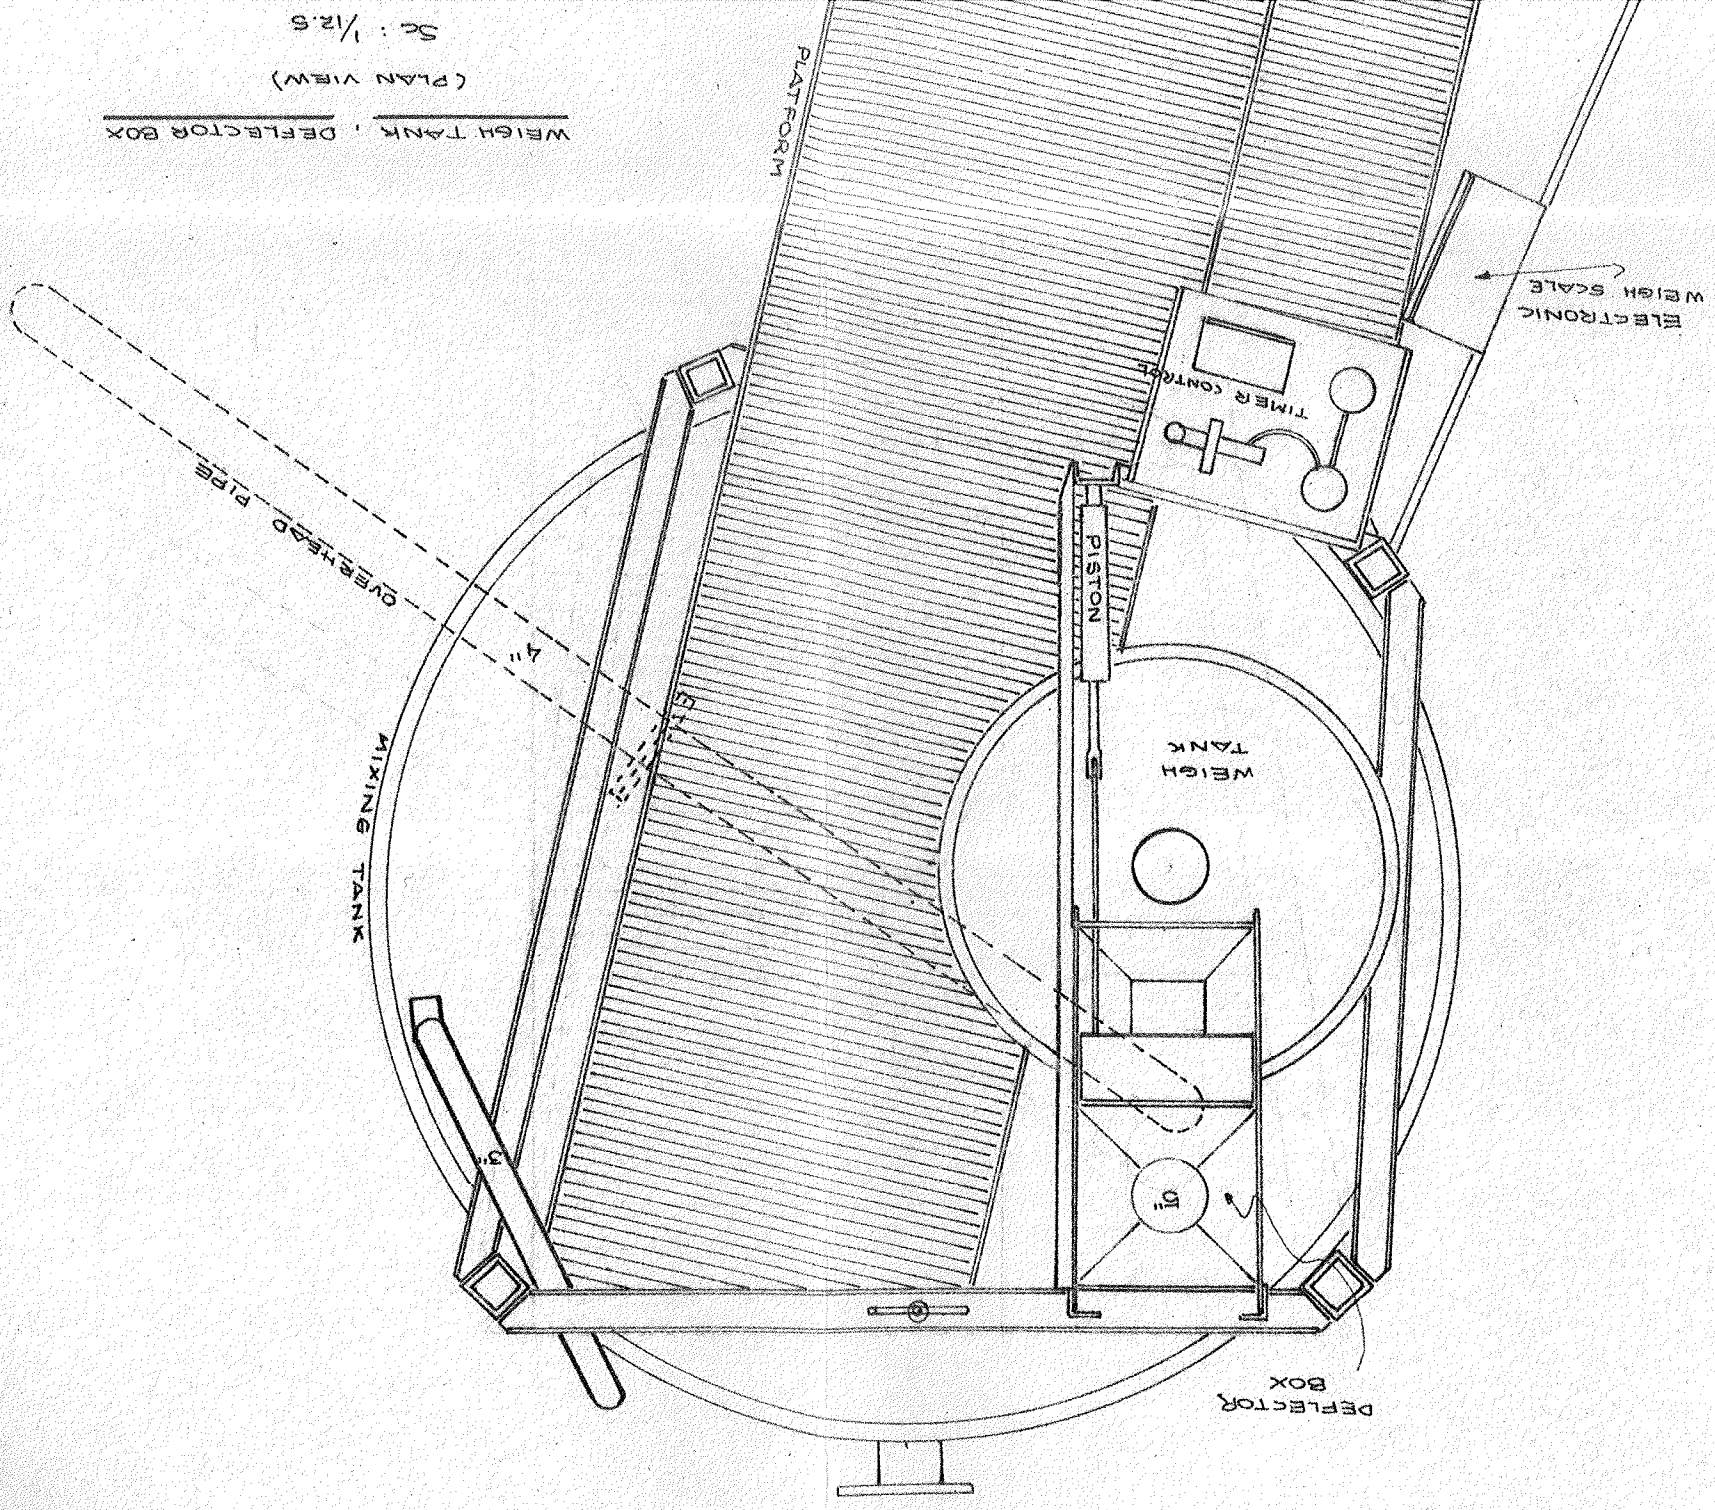 WEIGH TANK , DEFLECTOR BOX
(PLAN VIEW)
Sc : 1/12.5
DEFLECTOR
BOX
5"
3"
WEIGH
TANK
MIXING TANK
4"
PISTON
OVERHEAD PIPE
TIMER CONTROL
ELECTRONIC
WEIGH SCALE
PLATFORM